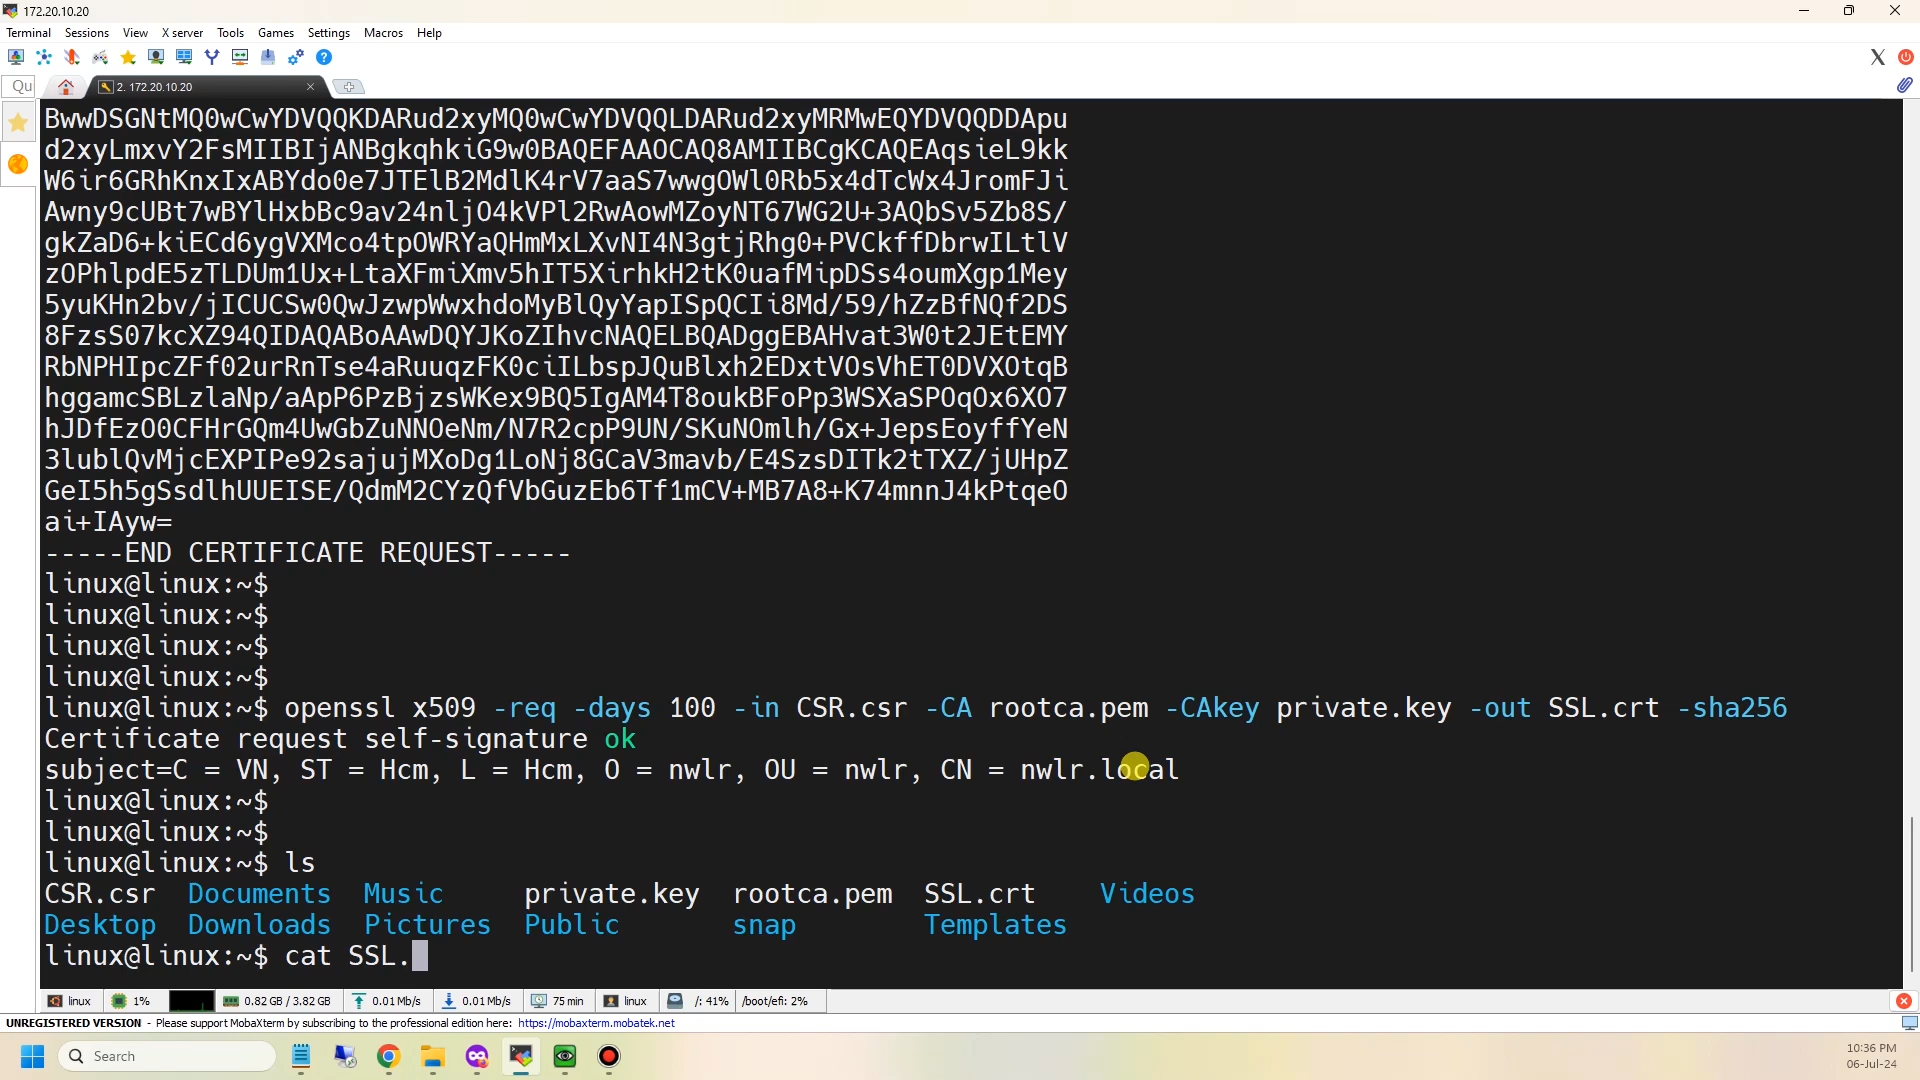 172.20.10.20
Terminal Sessions View X server Tools Games Settings Macros Help
Qu
2. 172.20.10.20
BwwDSGNtMQ0wCwYDVQQKDARud2xyMQ0wCwYDVQQLDARud2xyMRMwEQYDVQQDDApu
d2xyLmxvY2FsMIIBIjANBgkqhkiG9w0BAQEFAAOCAQ8AMIIBCgKCAQEAqsieL9kk
W6ir6GRhKnxIxABYdo0e7JTElB2MdlK4rV7aaS7wwgOWl0Rb5x4dTcWx4JromFJi
Awny9cUBt7wBYlHxbBc9av24nljO4kVPl2RwAowMZoyNT67WG2U+3AQbSv5Zb8S/
gkZaD6+kiECd6ygVXMco4tpOWRYaQHmMxLXvNI4N3gtjRhg0+PVCkffDbrwILtlV
zOPhlpdE5zTLDUm1Ux+LtaXFmiXmv5hIT5XirhkH2tK0uafMipDSs4oumXgp1Mey
5yuKHn2bv/jICUCSw0QwJzwpWwxhdoMyBlQyYapISpQCIi8Md/59/hZzBfNQf2DS
8FzsS07kcXZ94QIDAQABoAAwDQYJKoZIhvcNAQELBQADggEBAHvat3W0t2JEtEMY
RbNPHIpcZFf02urRnTse4aRuuqzFK0ciILbspJQuBlxh2EDxtVOsVhET0DVXOtqB
hggamcSBLzlaNp/aApP6PzBjzsWKex9BQ5IgAM4T8oukBFoPp3WSXaSPOqOx6XO7
hJDfEzO0CFHrGQm4UwGbZuNNOeNm/N7R2cpP9UN/SKuNOmlh/Gx+JepsEoyffYeN
3lublQvMjcEXPIPe92sajujMXoDg1LoNj8GCaV3mavb/E4SzsDITk2tTXZ/jUHpZ
GeI5h5gSsdlhUUEISE/QdmM2CYzQfVbGuzEb6Tf1mCV+MB7A8+K74mnnJ4kPtqeO
ai+IAyw=
-----END CERTIFICATE REQUEST-----
linux@linux:~$
linux@linux:~$
linux@linux:~$
linux@linux:~$
linux@linux:~$ openssl x509 -req -days 100 -in CSR.csr -CA rootca.pem -CAkey private.key -out SSL.crt -sha256
Certificate request self-signature ok
subject=C = VN, ST = Hcm, L = Hcm, O = nwlr, OU = nwlr, CN = nwlr.local
linux@linux:~$
linux@linux:~$
linux@linux:~$ ls
CSR.csr Documents Music private.key rootca.pem SSL.crt Videos
Desktop Downloads Pictures Public snap Templates
linux@linux:~$ cat SSL.
linux 1% 0.82 GB / 3.82 GB 0.01 Mb/s 0.01 Mb/s 75 min linux /: 41% /boot/efi: 2%
UNREGISTERED VERSION - Please support MobaXterm by subscribing to the professional edition here: https://mobaxterm.mobatek.net
Search
10:36 PM
06-Jul-24